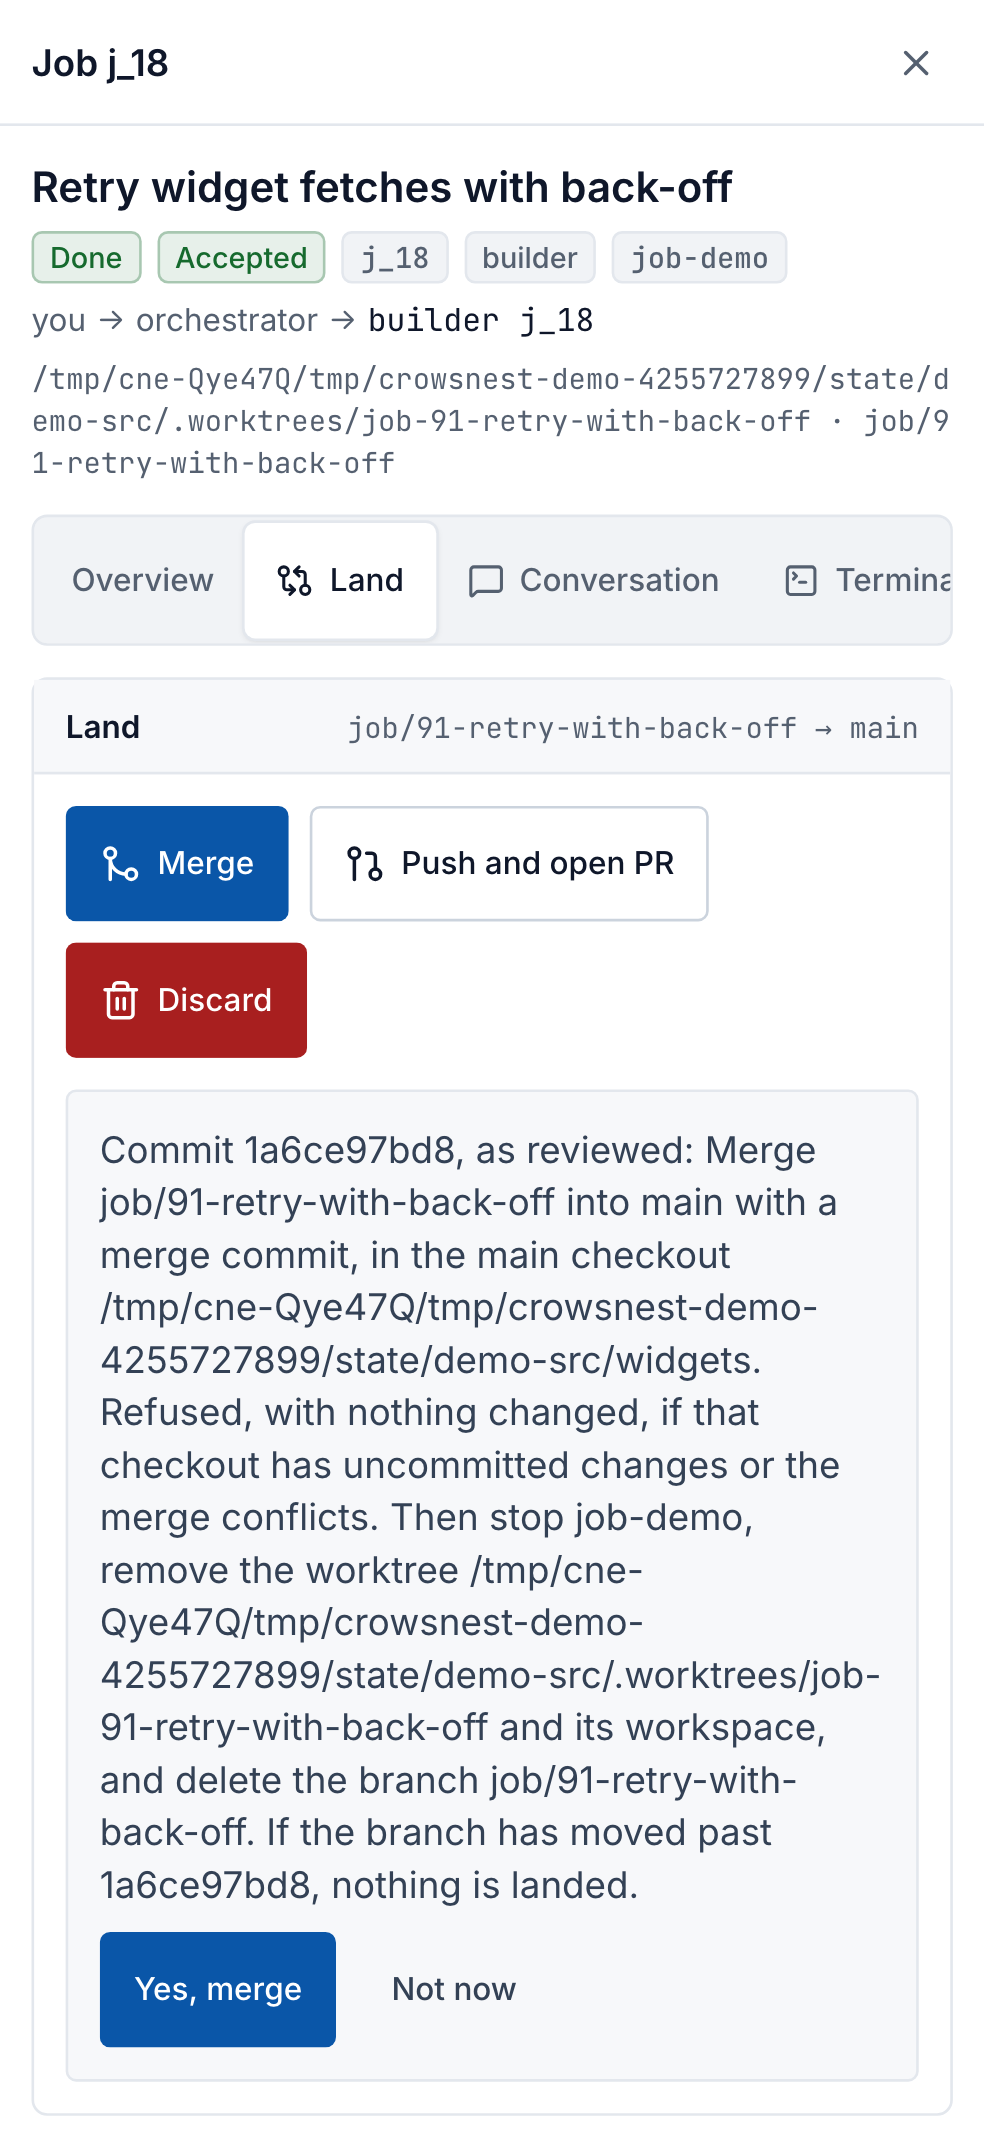 Job j_18
Retry widget fetches with back-off
Done Accepted j_18 builder job-demo
you → orchestrator → builder j_18
/tmp/cne-Qye47Q/tmp/crowsnest-demo-4255727899/state/d
emo-src/.worktrees/job-91-retry-with-back-off · job/9
1-retry-with-back-off
Overview Land Conversation Termina
Land job/91-retry-with-back-off → main
Merge Push and open PR
Discard
Commit 1a6ce97bd8, as reviewed: Merge
job/91-retry-with-back-off into main with a
merge commit, in the main checkout
/tmp/cne-Qye47Q/tmp/crowsnest-demo-
4255727899/state/demo-src/widgets.
Refused, with nothing changed, if that
checkout has uncommitted changes or the
merge conflicts. Then stop job-demo,
remove the worktree /tmp/cne-
Qye47Q/tmp/crowsnest-demo-
4255727899/state/demo-src/.worktrees/job-
91-retry-with-back-off and its workspace,
and delete the branch job/91-retry-with-
back-off. If the branch has moved past
1a6ce97bd8, nothing is landed.
Yes, merge Not now